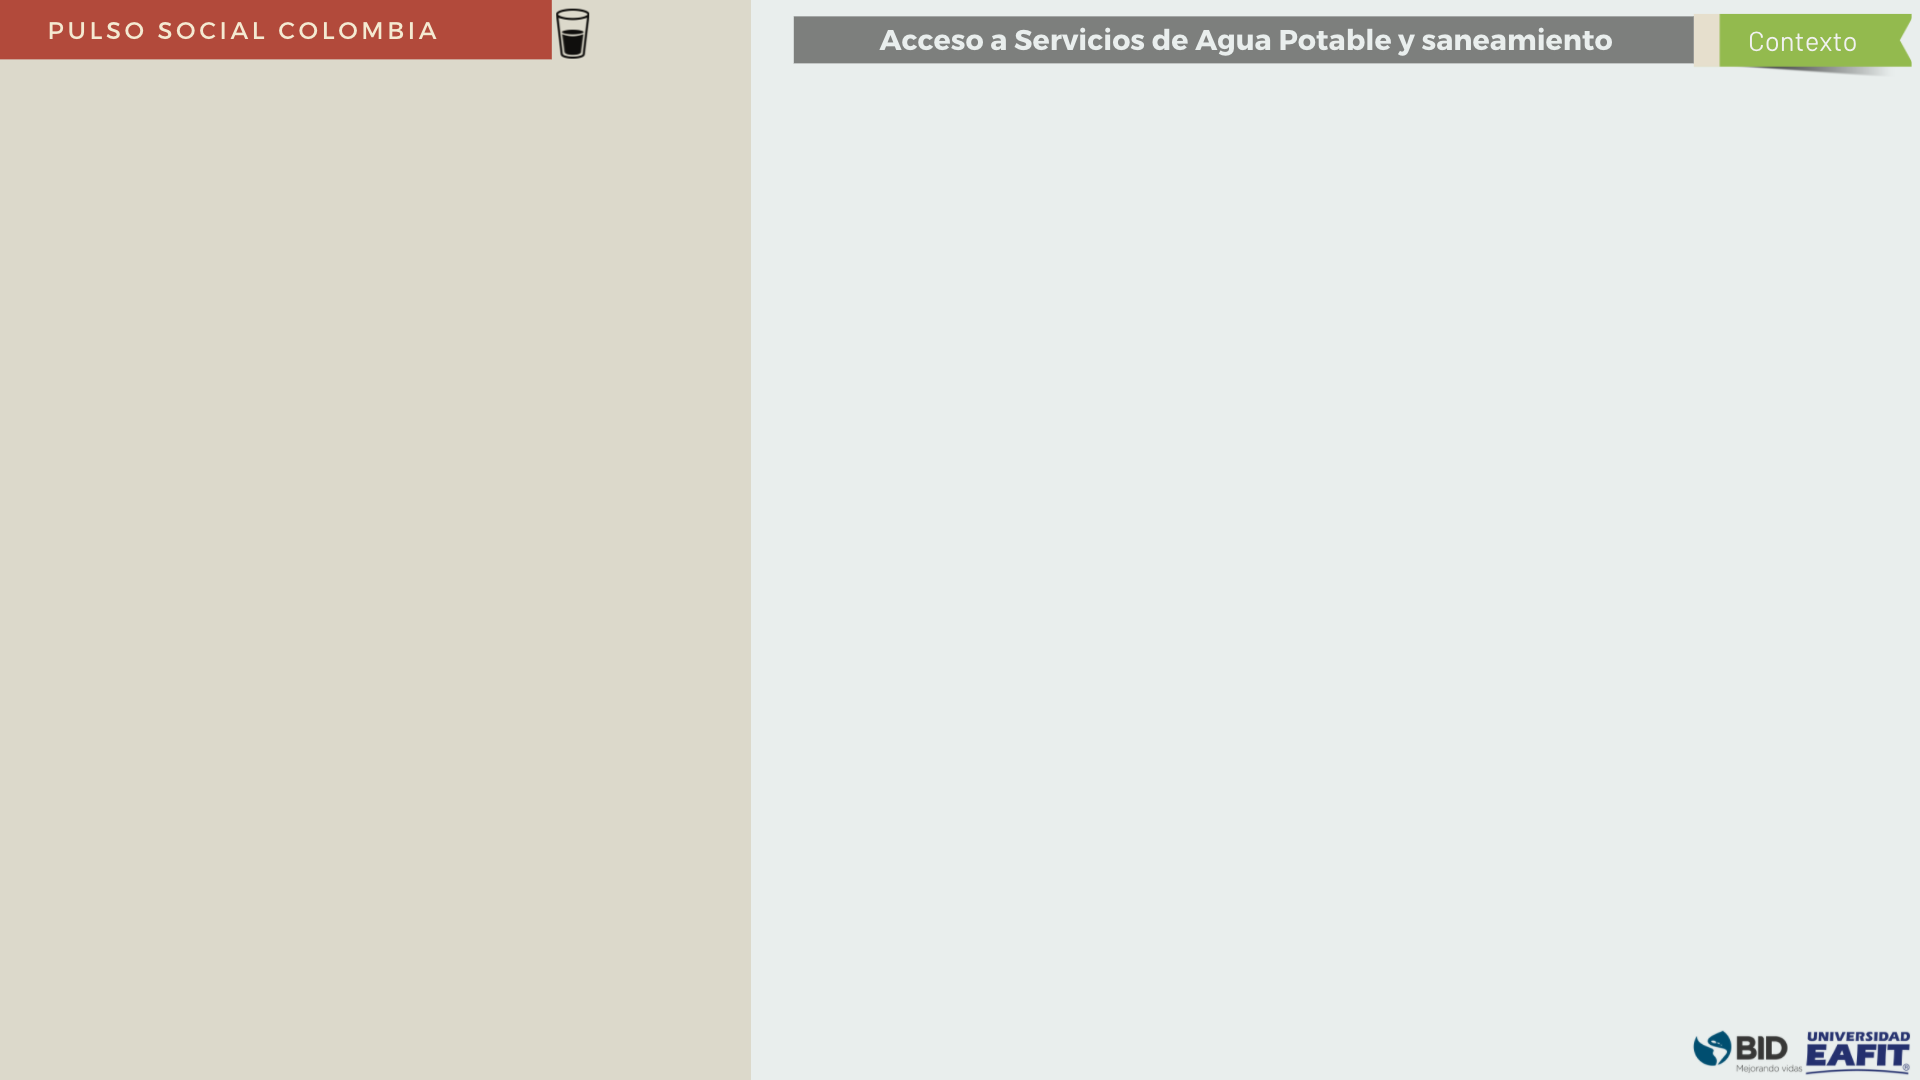 PULSO SOCIAL COLOMBIA
Acceso a Servicios de Agua Potable y saneamiento
Contexto
BID
Mejorando vidas
UNIVERSIDAD
EAFIT®